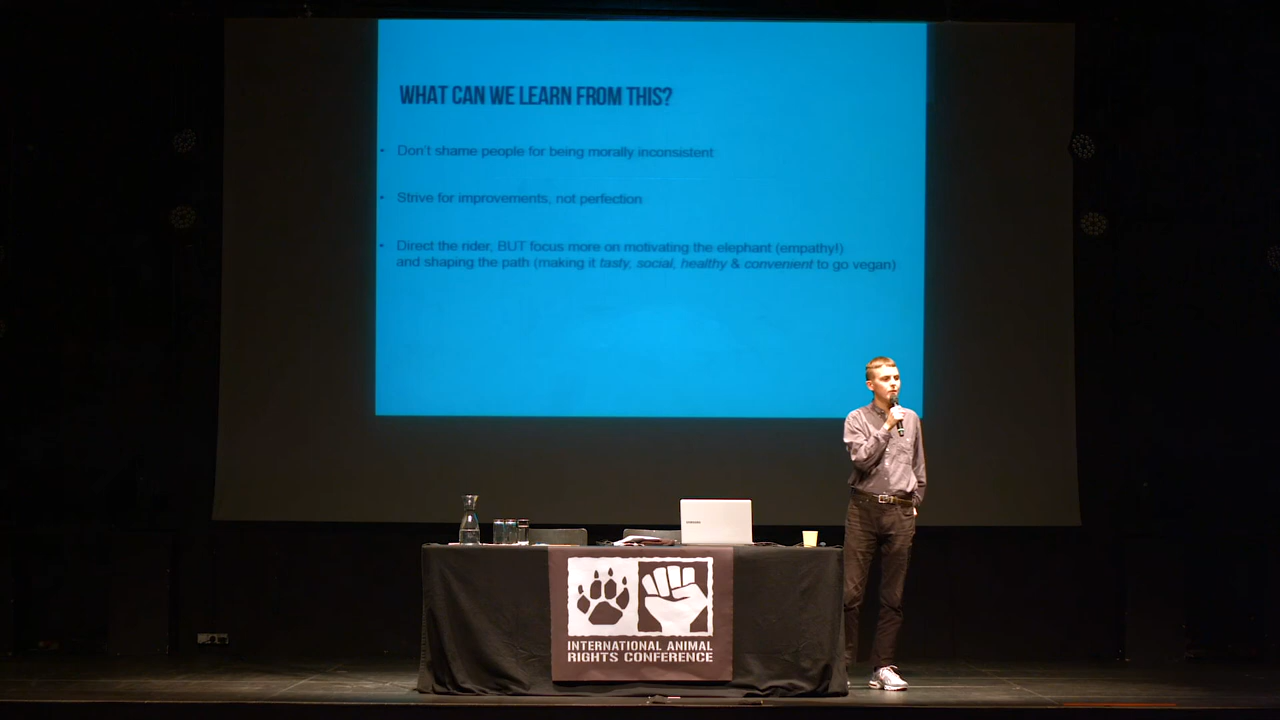 WHAT CAN WE LEARN FROM THIS?
• Don't shame people for being morally inconsistent
• Strive for improvements, not perfection
• Direct the rider, BUT focus more on motivating the elephant (empathy!)
and shaping the path (making it tasty, social, healthy & convenient to go vegan)
SAMSUNG
INTERNATIONAL ANIMAL
RIGHTS CONFERENCE